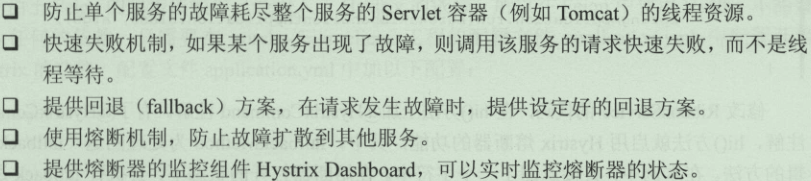 防止单个服务的故障耗尽整个服务的 Servlet 容器（例如 Tomcat）的线程资源。
快速失败机制，如果某个服务出现了故障，则调用该服务的请求快速失败，而不是线
程等待。
提供回退（fallback）方案，在请求发生故障时，提供设定好的回退方案。
使用熔断机制，防止故障扩散到其他服务。
提供熔断器的监控组件 Hystrix Dashboard，可以实时监控熔断器的状态。